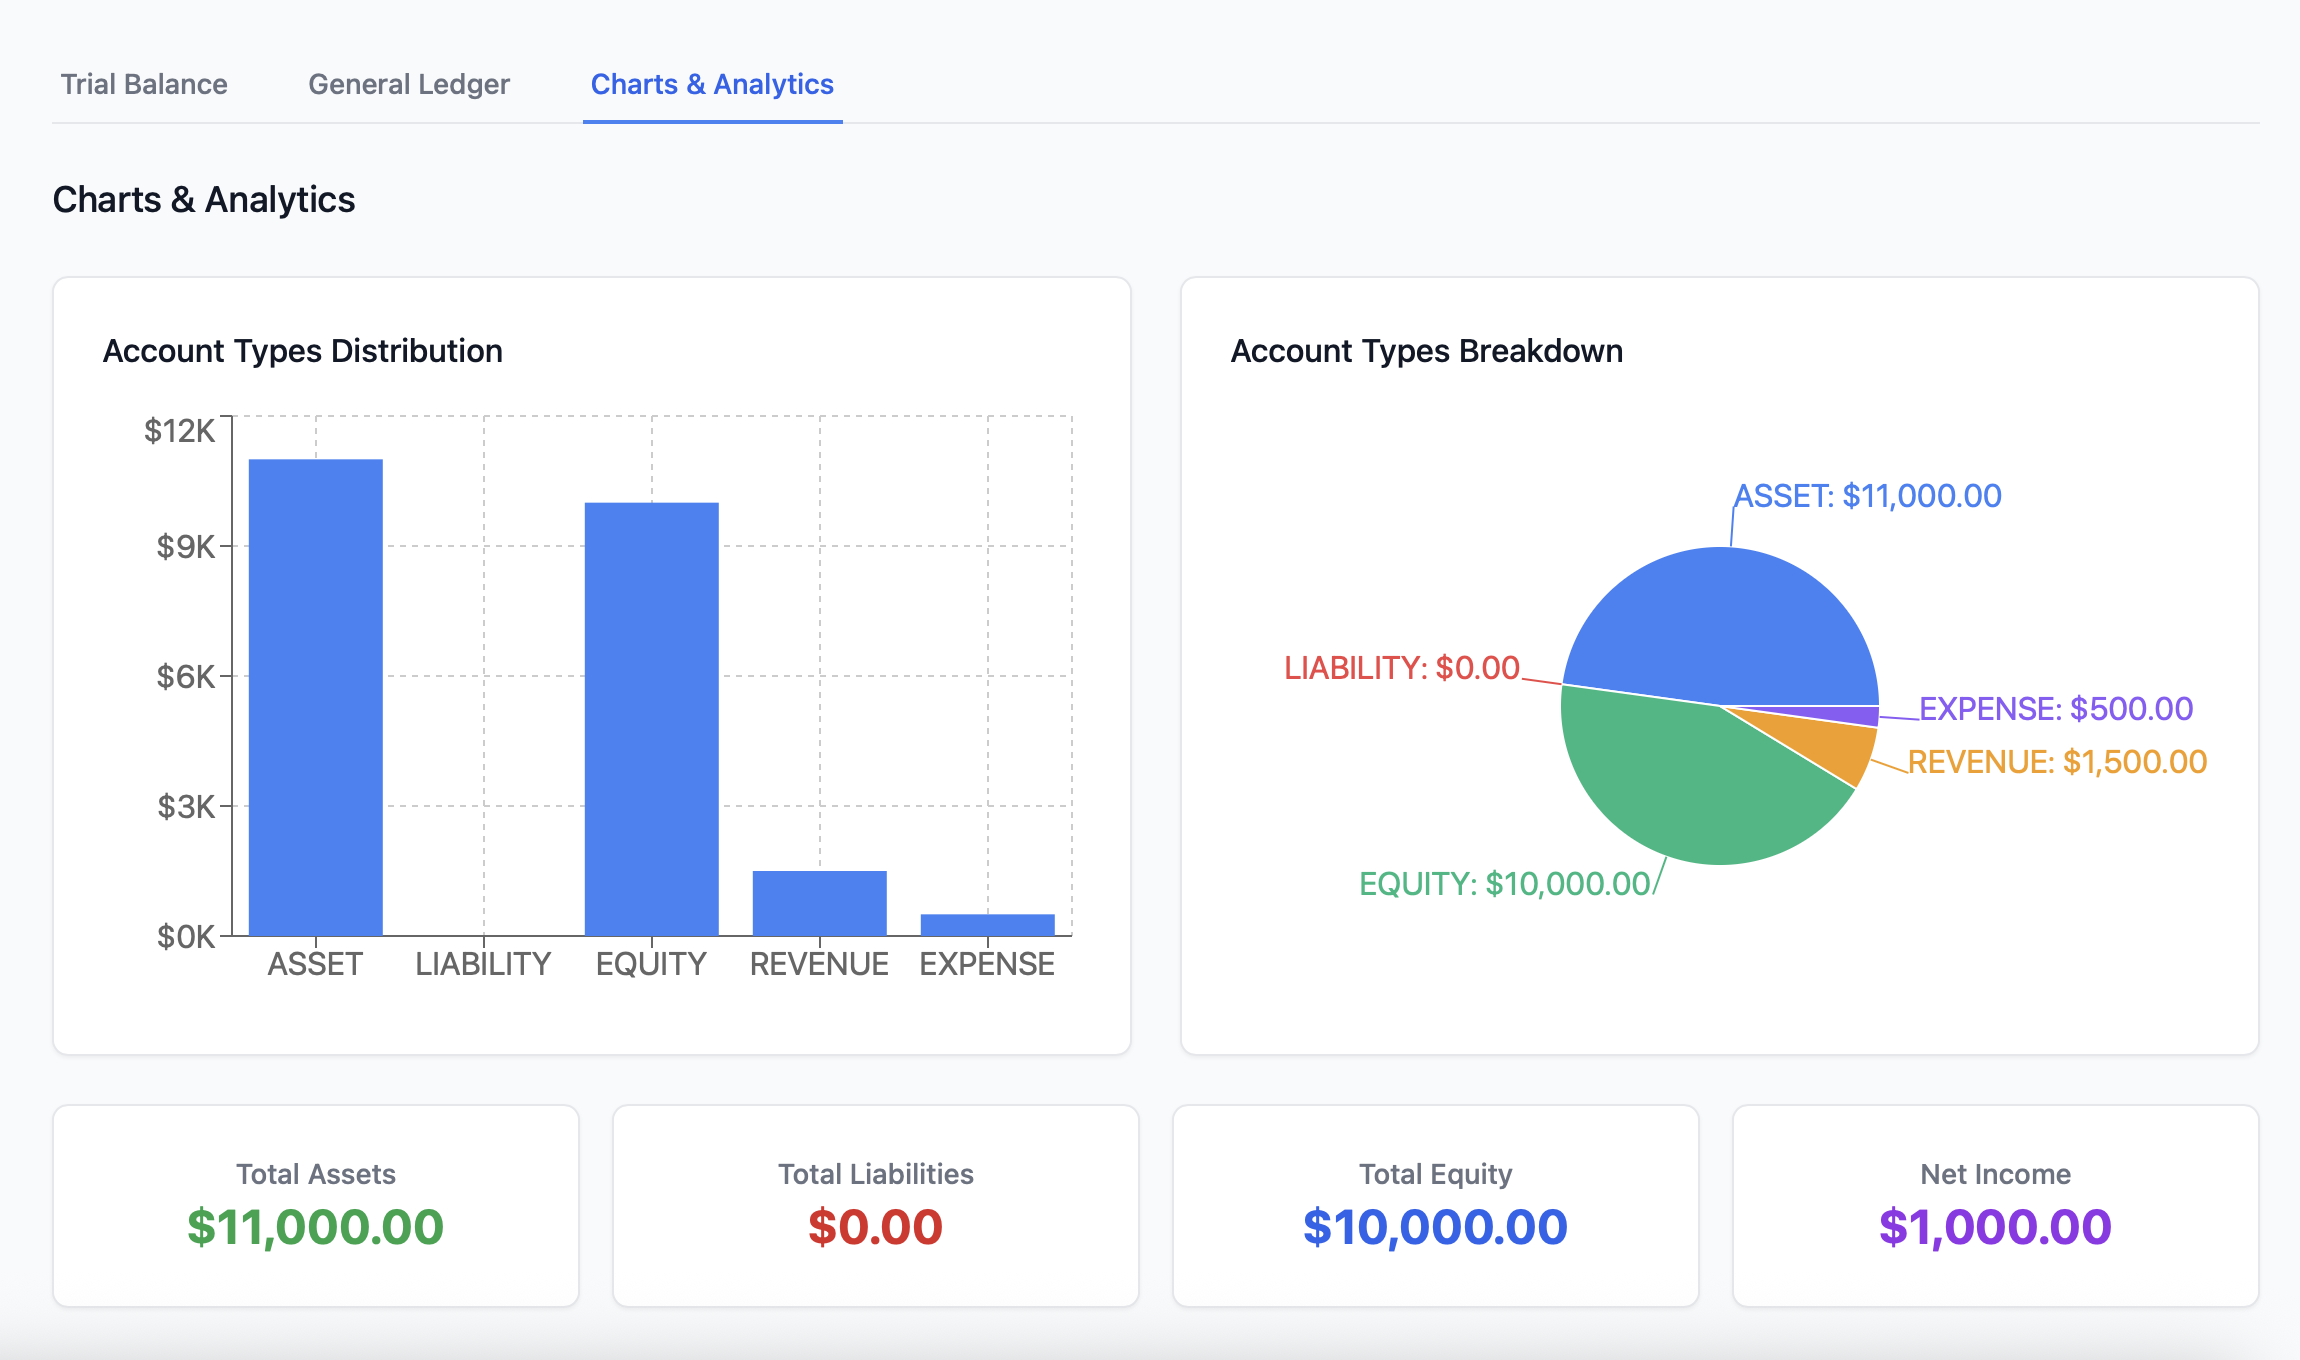 Trial Balance
General Ledger
Charts & Analytics
Charts & Analytics
Account Types Distribution
$12K
$9K
$6K
$3K
$0K
ASSET
LIABILITY
EQUITY
REVENUE
EXPENSE
Account Types Breakdown
ASSET: $11,000.00
LIABILITY: $0.00
EXPENSE: $500.00
REVENUE: $1,500.00
EQUITY: $10,000.00
Total Assets
$11,000.00
Total Liabilities
$0.00
Total Equity
$10,000.00
Net Income
$1,000.00